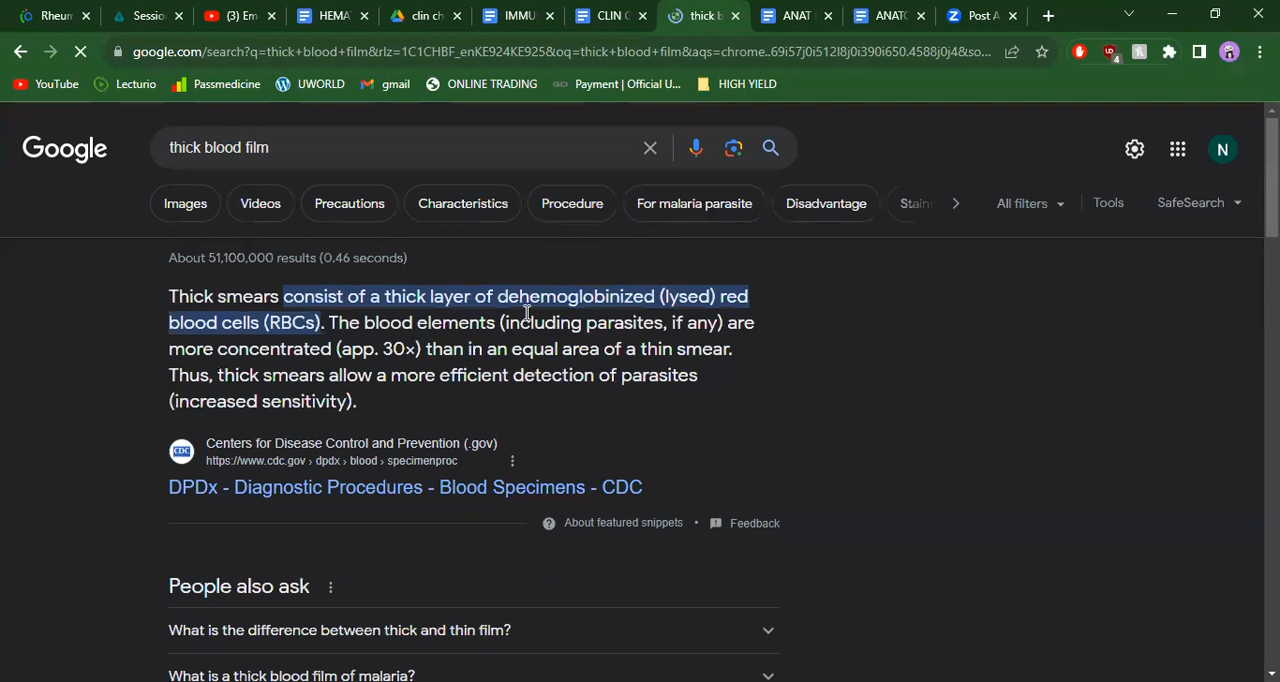 Rheun
Session
(3) Em
HEMA
clin ch
IMMU
CLIN C
thick b
ANAT
ANATO
Post A
google.com/search?q=thick+blood+film&rlz=1C1CHBF_enKE924KE925&oq=thick+blood+film&aqs=chrome..69i57j0i512l8j0i390i650.4588j0j4&so...
4
YouTube
Lecturio
Passmedicine
UWORLD
gmail
ONLINE TRADING
Payment | Official U...
HIGH YIELD
Google
thick blood film
N
Images
Videos
Precautions
Characteristics
Procedure
For malaria parasite
Disadvantage
Stain
All filters
Tools
SafeSearch
About 51,100,000 results (0.46 seconds)
Thick smears consist of a thick layer of dehemoglobinized (lysed) red
blood cells (RBCs). The blood elements (including parasites, if any) are
more concentrated (app. 30×) than in an equal area of a thin smear.
Thus, thick smears allow a more efficient detection of parasites
(increased sensitivity).
CDC
Centers for Disease Control and Prevention (.gov)
https://www.cdc.gov › dpdx › blood › specimenproc
DPDx - Diagnostic Procedures - Blood Specimens - CDC
About featured snippets • Feedback
People also ask
What is the difference between thick and thin film?
What is a thick blood film of malaria?